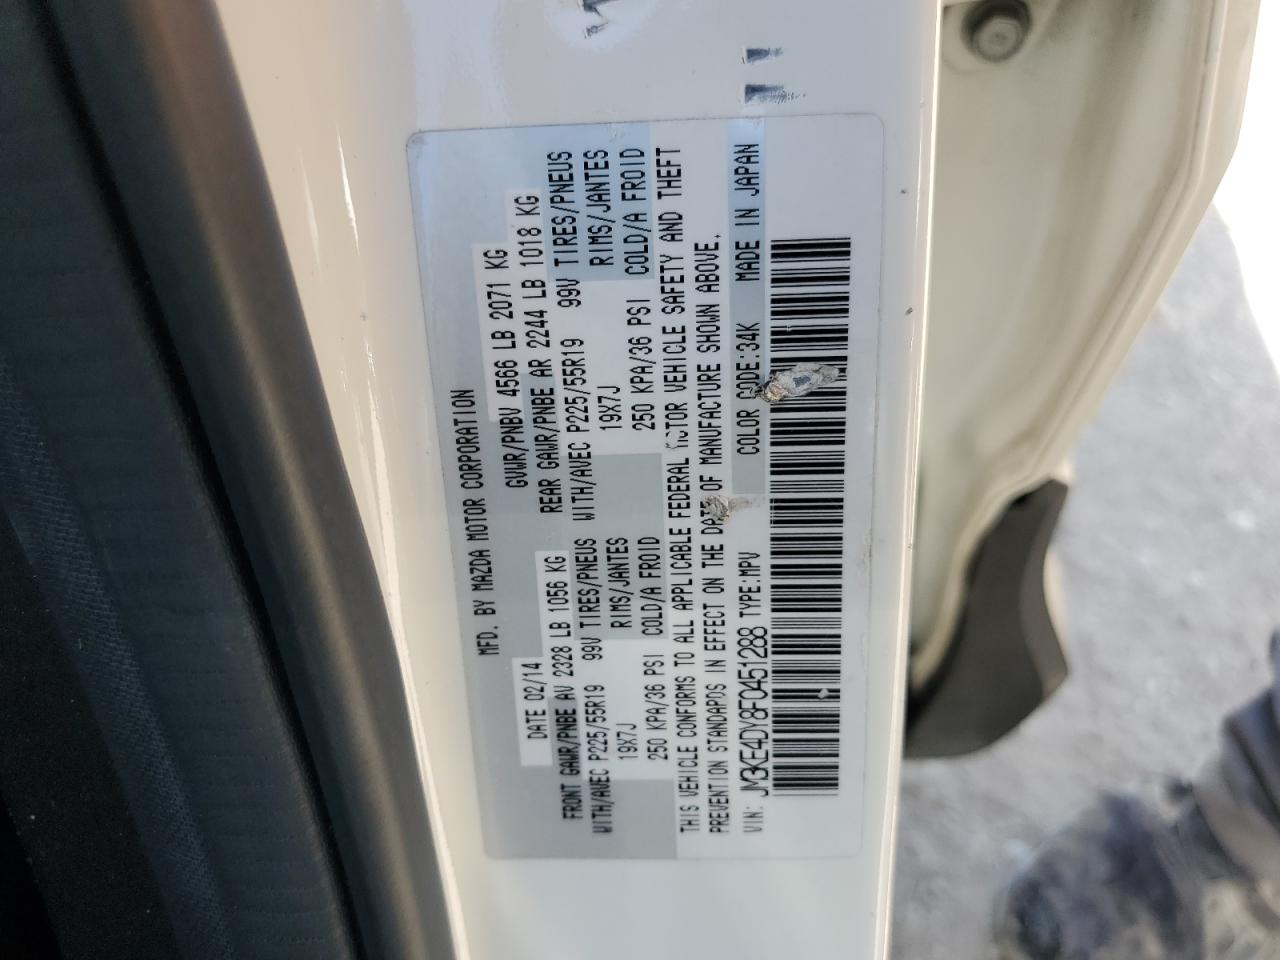 MFD. BY MAZDA MOTOR CORPORATION
DATE 02/14 GVWR/PNBV 4566 LB 2071 KG
FRONT GAWR/PNBE AV 2328 LB 1056 KG REAR GAWR/PNBE AR 2244 LB 1018 KG
WITH/AVEC P225/55R19 99V TIRES/PNEUS WITH/AVEC P225/55R19 99V TIRES/PNEUS
19X7J RIMS/JANTES 19X7J RIMS/JANTES
250 KPA/36 PSI COLD/A FROID 250 KPA/36 PSI COLD/A FROID
THIS VEHICLE CONFORMS TO ALL APPLICABLE FEDERAL MOTOR VEHICLE SAFETY AND THEFT
PREVENTION STANDARDS IN EFFECT ON THE DATE OF MANUFACTURE SHOWN ABOVE.
VIN: JM3KE4DY8F0451288 TYPE:MPV COLOR CODE:34K MADE IN JAPAN